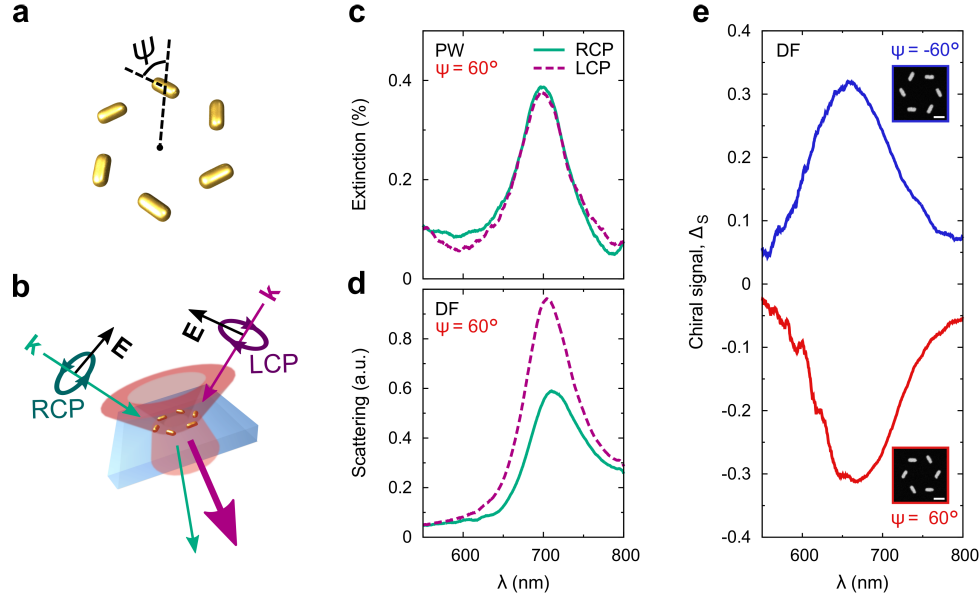 a
ψ
b
k
E
RCP
k
E
LCP
c
PW
ψ = 60°
RCP
LCP
Extinction (%)
0.4
0.2
0
d
DF
ψ = 60°
Scattering (a.u.)
0.8
0.6
0.4
0.2
0
600
700
800
λ (nm)
e
DF
ψ = -60°
Chiral signal, Δ_S
0.4
0.3
0.2
0.1
0
-0.1
-0.2
-0.3
-0.4
ψ = 60°
600
700
800
λ (nm)